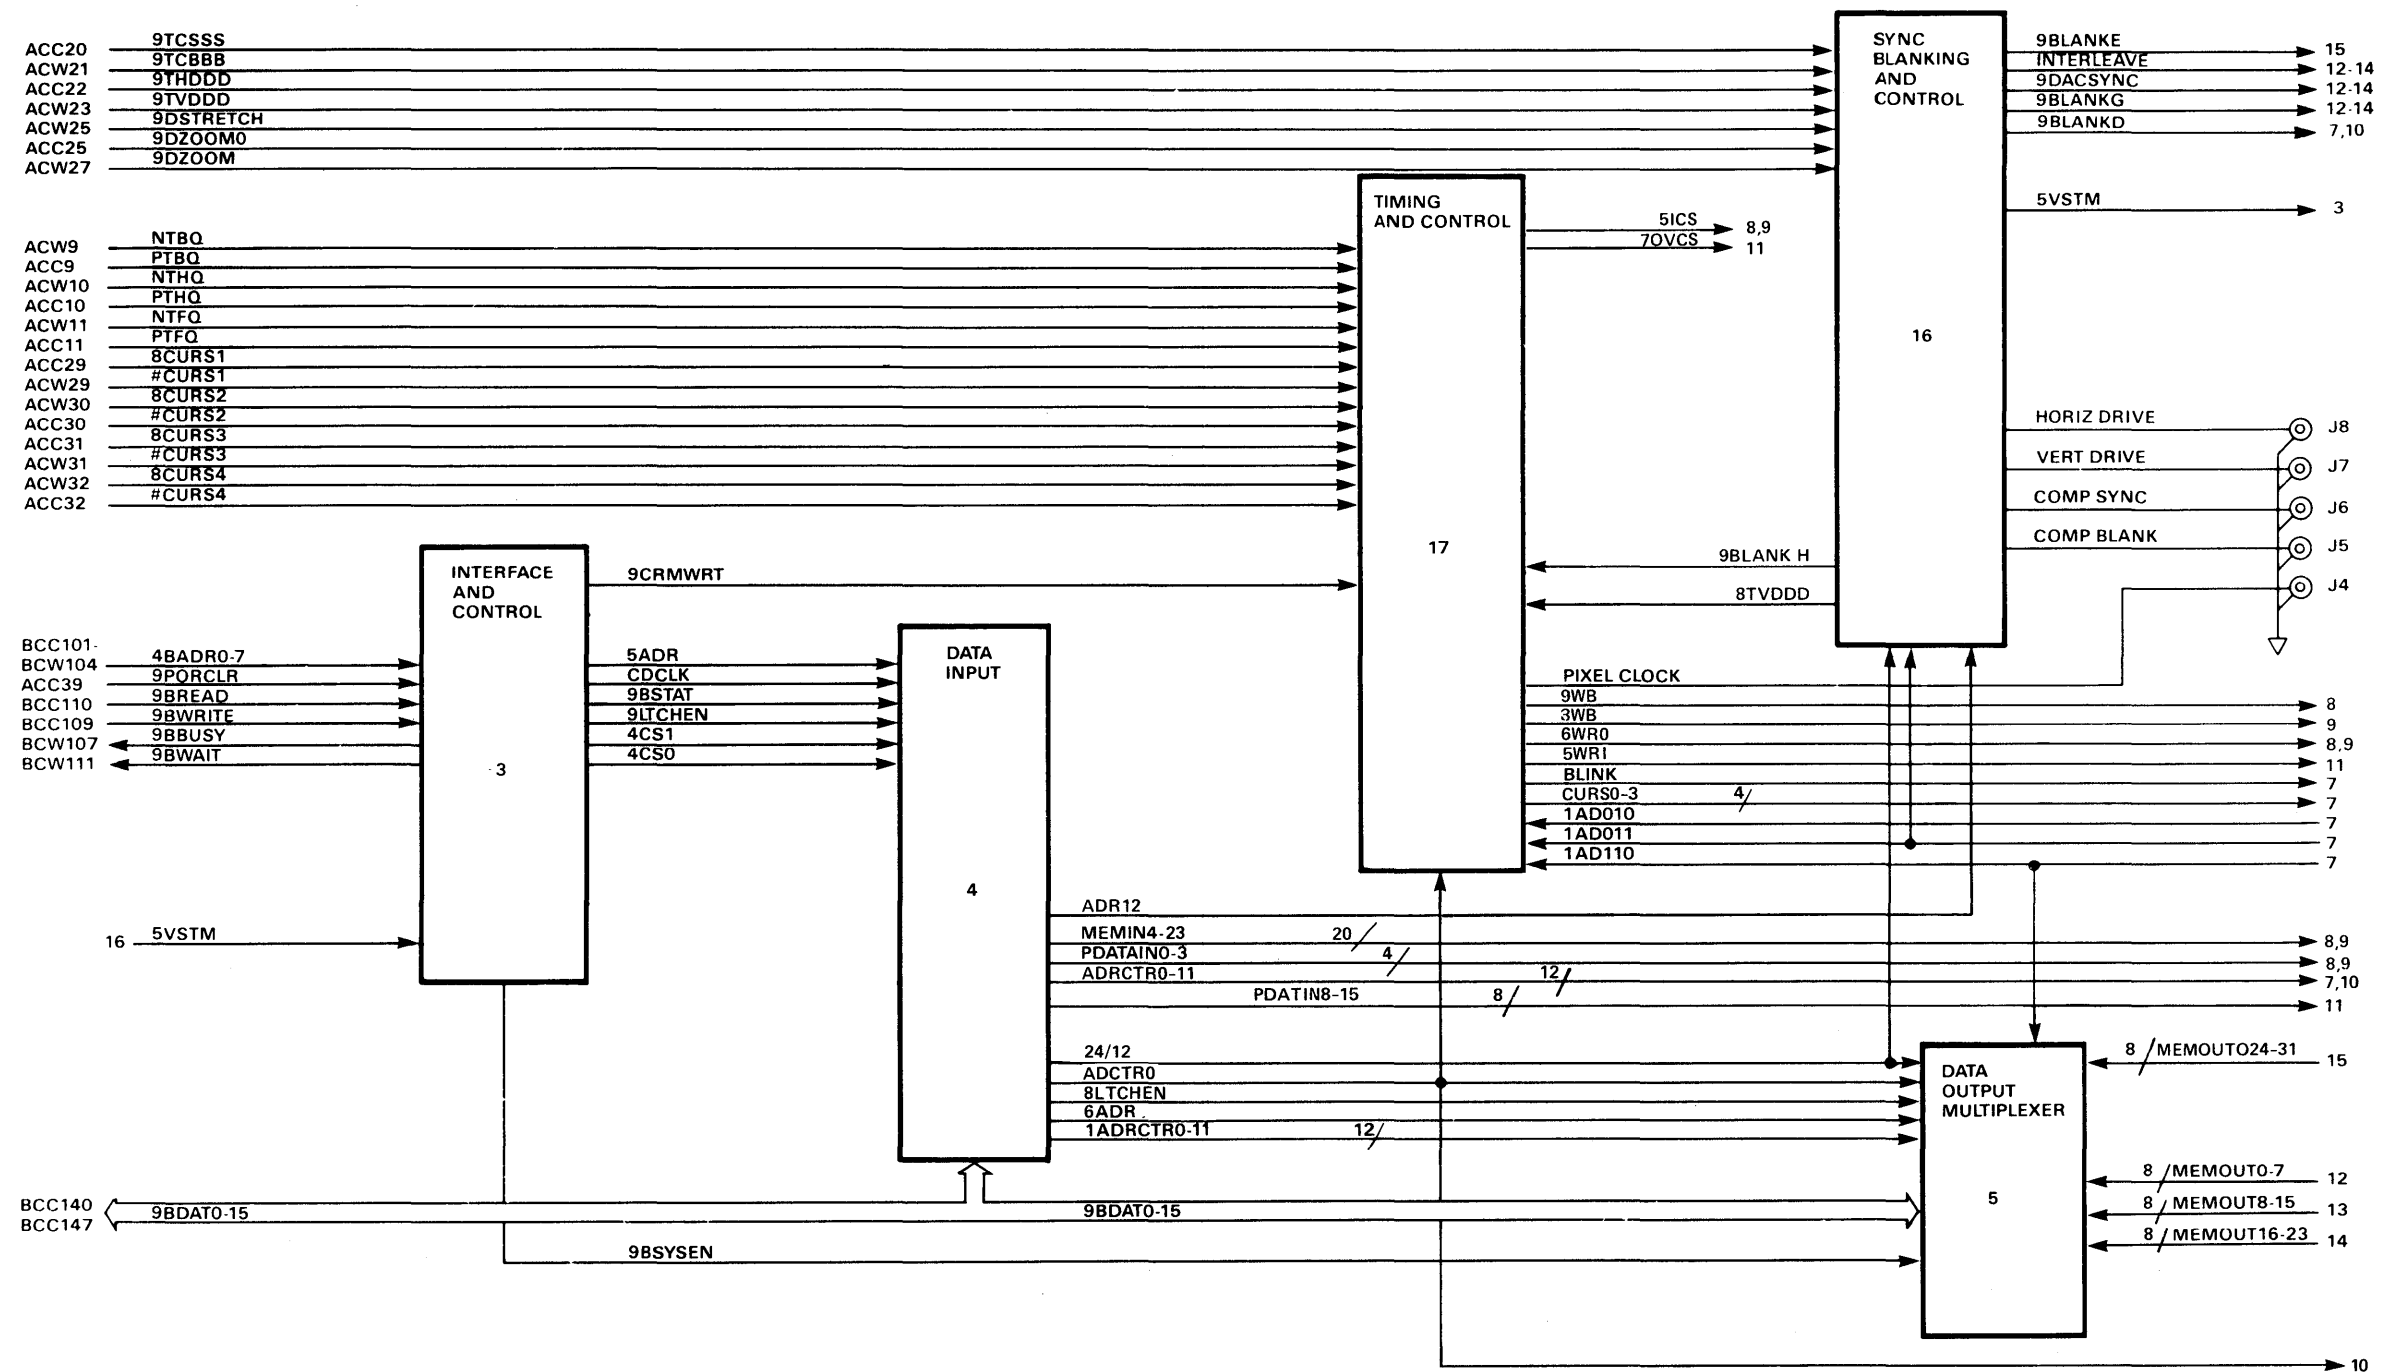 ACC20 9TCSSS
ACW21 9TCBBB
ACC22 9THDDD
ACW23 9TVDDD
ACW25 9DSTRETCH
ACC25 9DZOOM0
ACW27 9DZOOM
SYNC
BLANKING
AND
CONTROL
16
9BLANKE 15
INTERLEAVE 12-14
9DACSYNC 12-14
9BLANKG 12-14
9BLANKD 7,10
5VSTM 3
ACW9 NTBQ
ACC9 PTBQ
ACW10 NTHQ
ACC10 PTHQ
ACW11 NTFQ
ACC11 PTFQ
ACC29 8CURS1
ACW29 #CURS1
ACW30 8CURS2
ACC30 #CURS2
ACC31 8CURS3
ACW31 #CURS3
ACW32 8CURS4
ACC32 #CURS4
TIMING
AND CONTROL
17
5ICS 8,9
7OVCS 11
HORIZ DRIVE J8
VERT DRIVE J7
COMP SYNC J6
COMP BLANK J5
J4
9BLANK H
8TVDDD
INTERFACE
AND
CONTROL
3
9CRMWRT
BCC101-
BCW104 4BADR0-7
ACC39 9PORCLR
BCC110 9BREAD
BCC109 9BWRITE
BCW107 9BBUSY
BCW111 9BWAIT
16 5VSTM
5ADR
CDCLK
9BSTAT
9LTCHEN
4CS1
4CS0
DATA
INPUT
4
PIXEL CLOCK
9WB 8
3WB 9
6WR0 8,9
5WRI 11
BLINK 7
CURS0-3 4/ 7
1AD010 7
1AD011 7
1AD110 7
ADR12
MEMIN4-23 20/ 8,9
PDATAIN0-3 4/ 8,9
ADRCTR0-11 12/ 7,10
PDATIN8-15 8/ 11
24/12
ADCTR0
8LTCHEN
6ADR
1ADRCTR0-11 12/
DATA
OUTPUT
MULTIPLEXER
5
8/MEMOUTO24-31 15
8/MEMOUT0-7 12
8/MEMOUT8-15 13
8/MEMOUT16-23 14
BCC140
BCC147
9BDAT0-15 9BDAT0-15
9BSYSEN
10